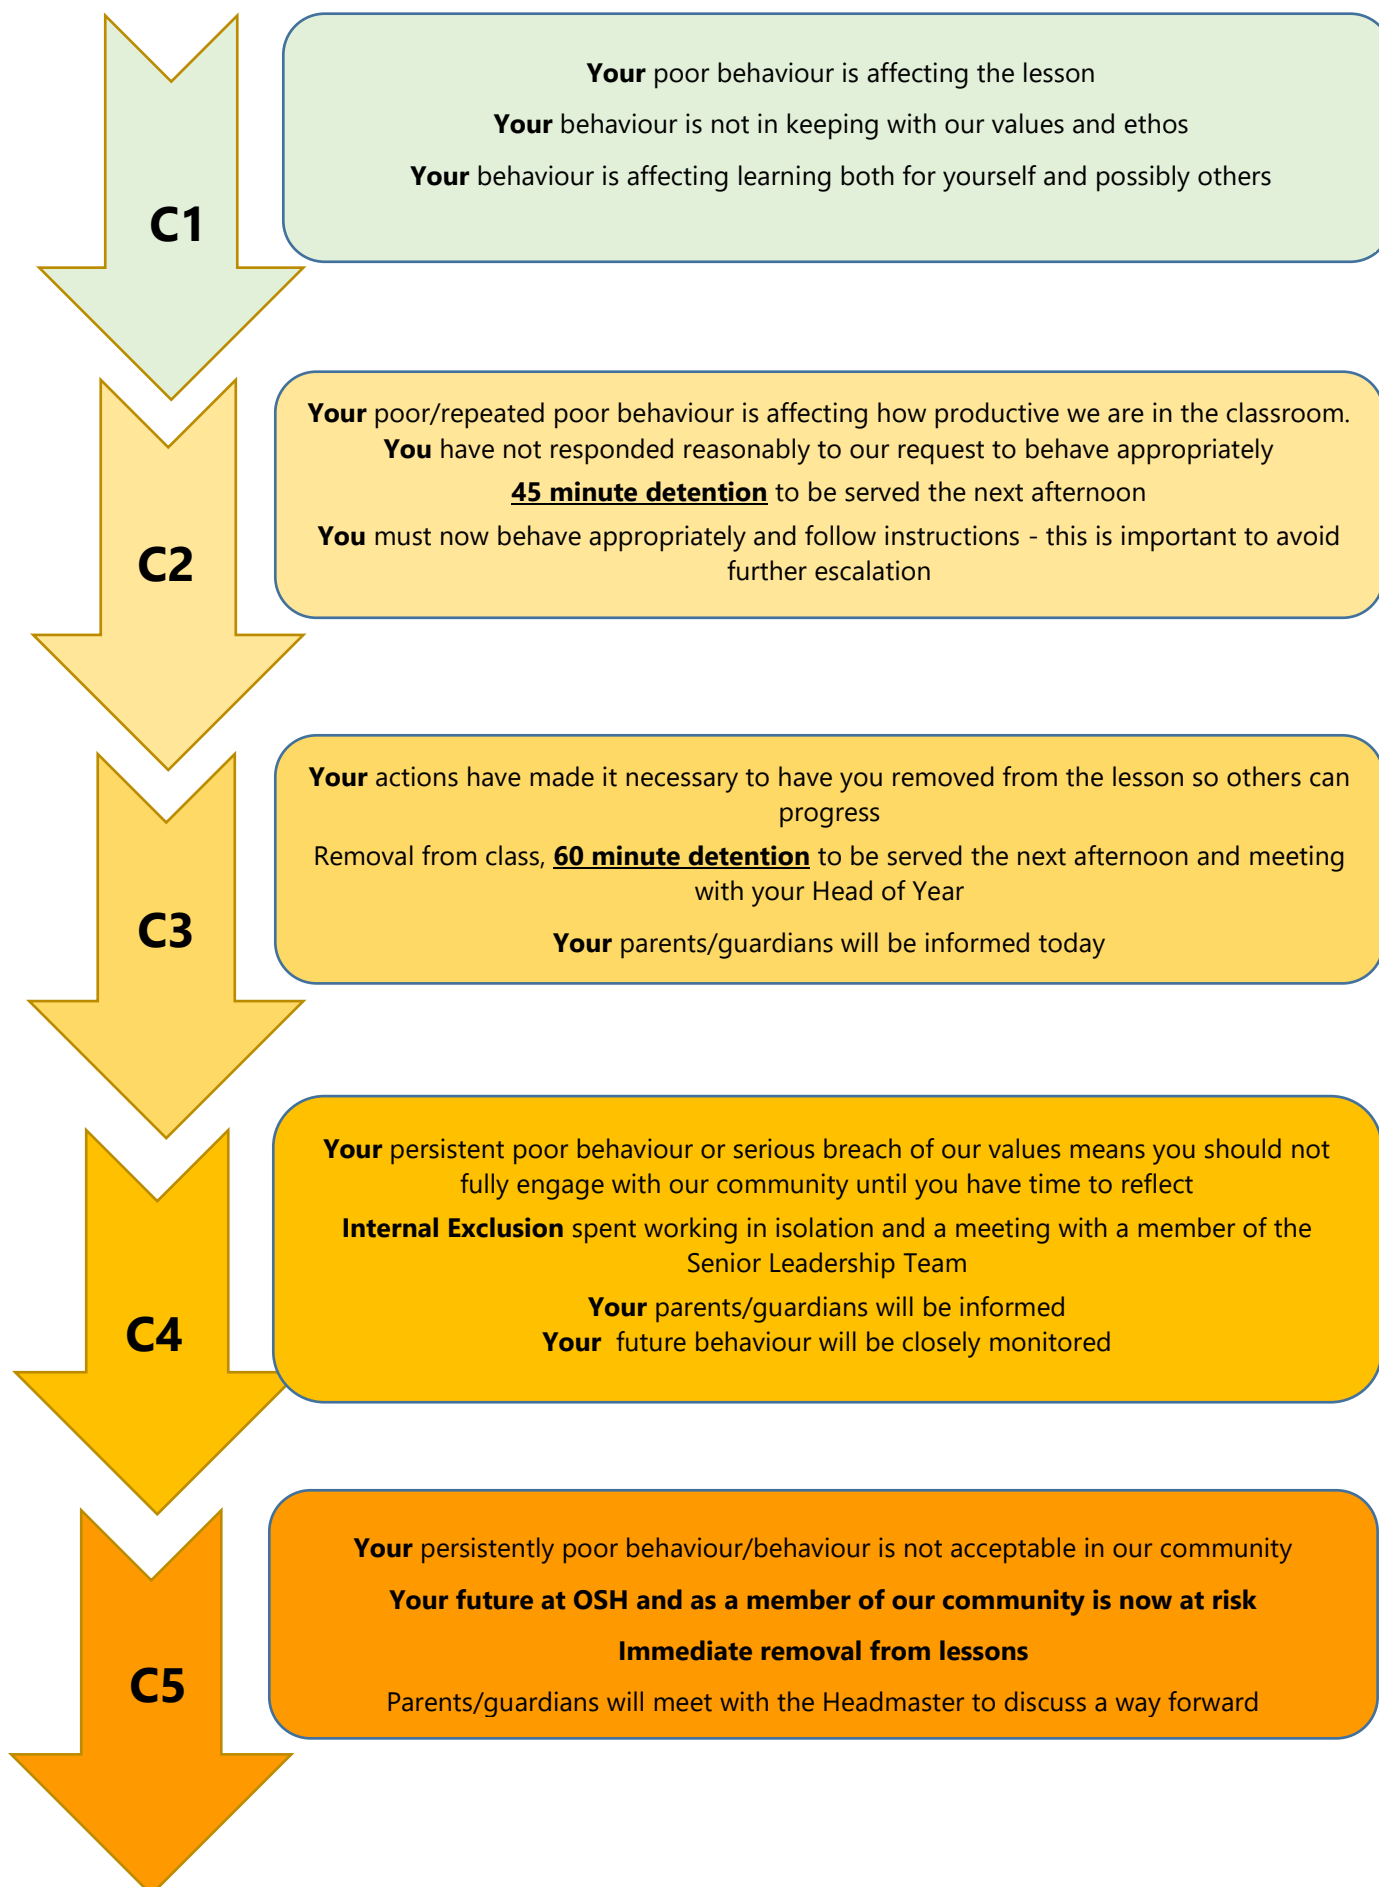 C1
Your poor behaviour is affecting the lesson
Your behaviour is not in keeping with our values and ethos
Your behaviour is affecting learning both for yourself and possibly others
C2
Your poor/repeated poor behaviour is affecting how productive we are in the classroom.
You have not responded reasonably to our request to behave appropriately
45 minute detention to be served the next afternoon
You must now behave appropriately and follow instructions - this is important to avoid
further escalation
C3
Your actions have made it necessary to have you removed from the lesson so others can
progress
Removal from class, 60 minute detention to be served the next afternoon and meeting
with your Head of Year
Your parents/guardians will be informed today
C4
Your persistent poor behaviour or serious breach of our values means you should not
fully engage with our community until you have time to reflect
Internal Exclusion spent working in isolation and a meeting with a member of the
Senior Leadership Team
Your parents/guardians will be informed
Your  future behaviour will be closely monitored
C5
Your persistently poor behaviour/behaviour is not acceptable in our community
Your future at OSH and as a member of our community is now at risk
Immediate removal from lessons
Parents/guardians will meet with the Headmaster to discuss a way forward